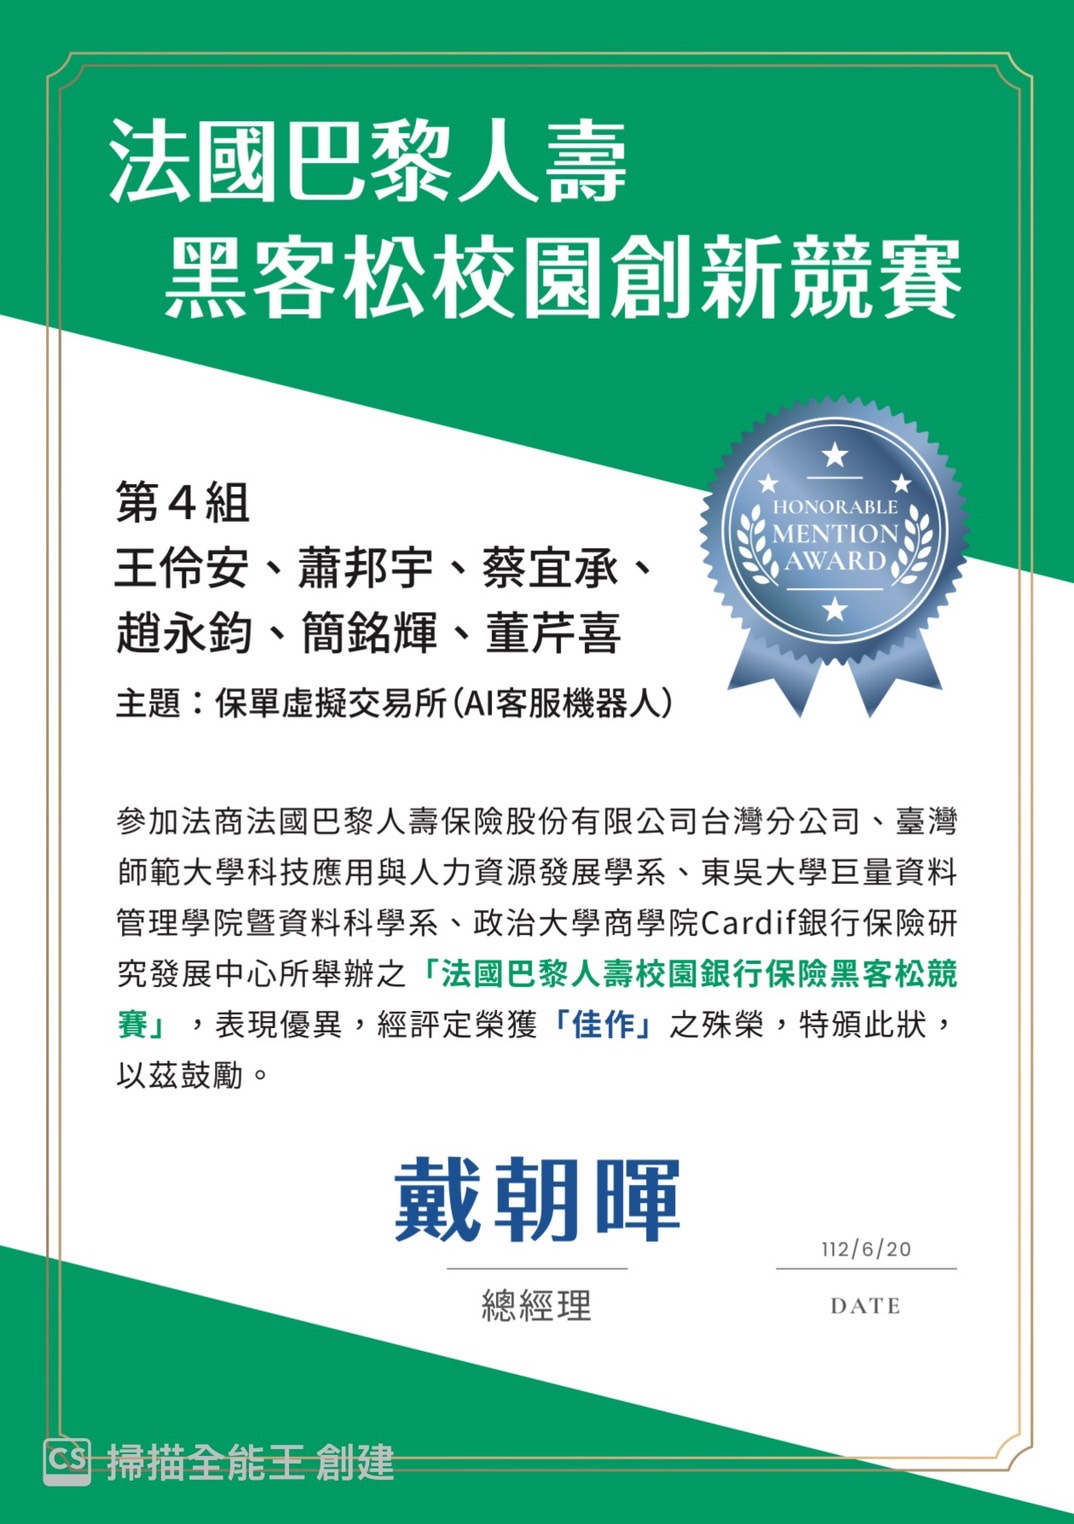 法國巴黎人壽
黑客松校園創新競賽
HONORABLE
MENTION
AWARD
第4組
王伶安、蕭邦宇、蔡宜承、
趙永鈞、簡銘輝、董芹喜
主題：保單虛擬交易所(AI客服機器人)
參加法商法國巴黎人壽保險股份有限公司台灣分公司、臺灣
師範大學科技應用與人力資源發展學系、東吳大學巨量資料
管理學院暨資料科學系、政治大學商學院Cardif銀行保險研
究發展中心所舉辦之「法國巴黎人壽校園銀行保險黑客松競
賽」，表現優異，經評定榮獲「佳作」之殊榮，特頒此狀，
以茲鼓勵。
戴朝暉
總經理
112/6/20
DATE
CS 掃描全能王 創建